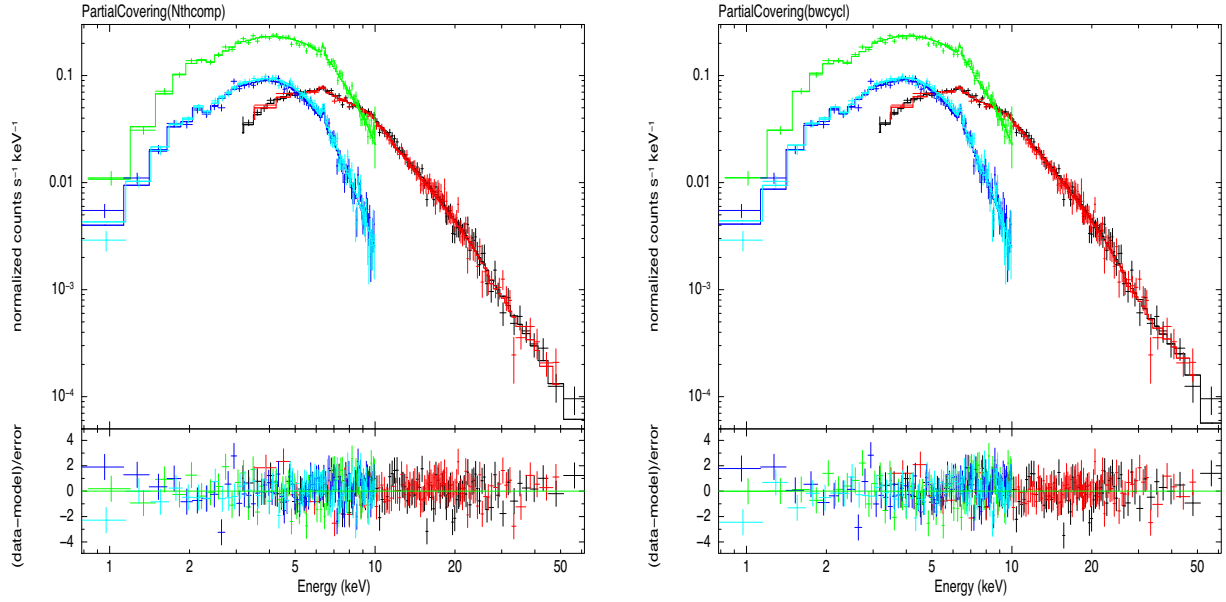 PartialCovering(Nthcomp)
normalized counts s⁻¹ keV⁻¹
0.1
0.01
10⁻³
10⁻⁴
(data−model)/error
4
2
0
−2
−4
1 2 5 10 20 50
Energy (keV)
PartialCovering(bwcycl)
normalized counts s⁻¹ keV⁻¹
0.1
0.01
10⁻³
10⁻⁴
(data−model)/error
4
2
0
−2
−4
1 2 5 10 20 50
Energy (keV)